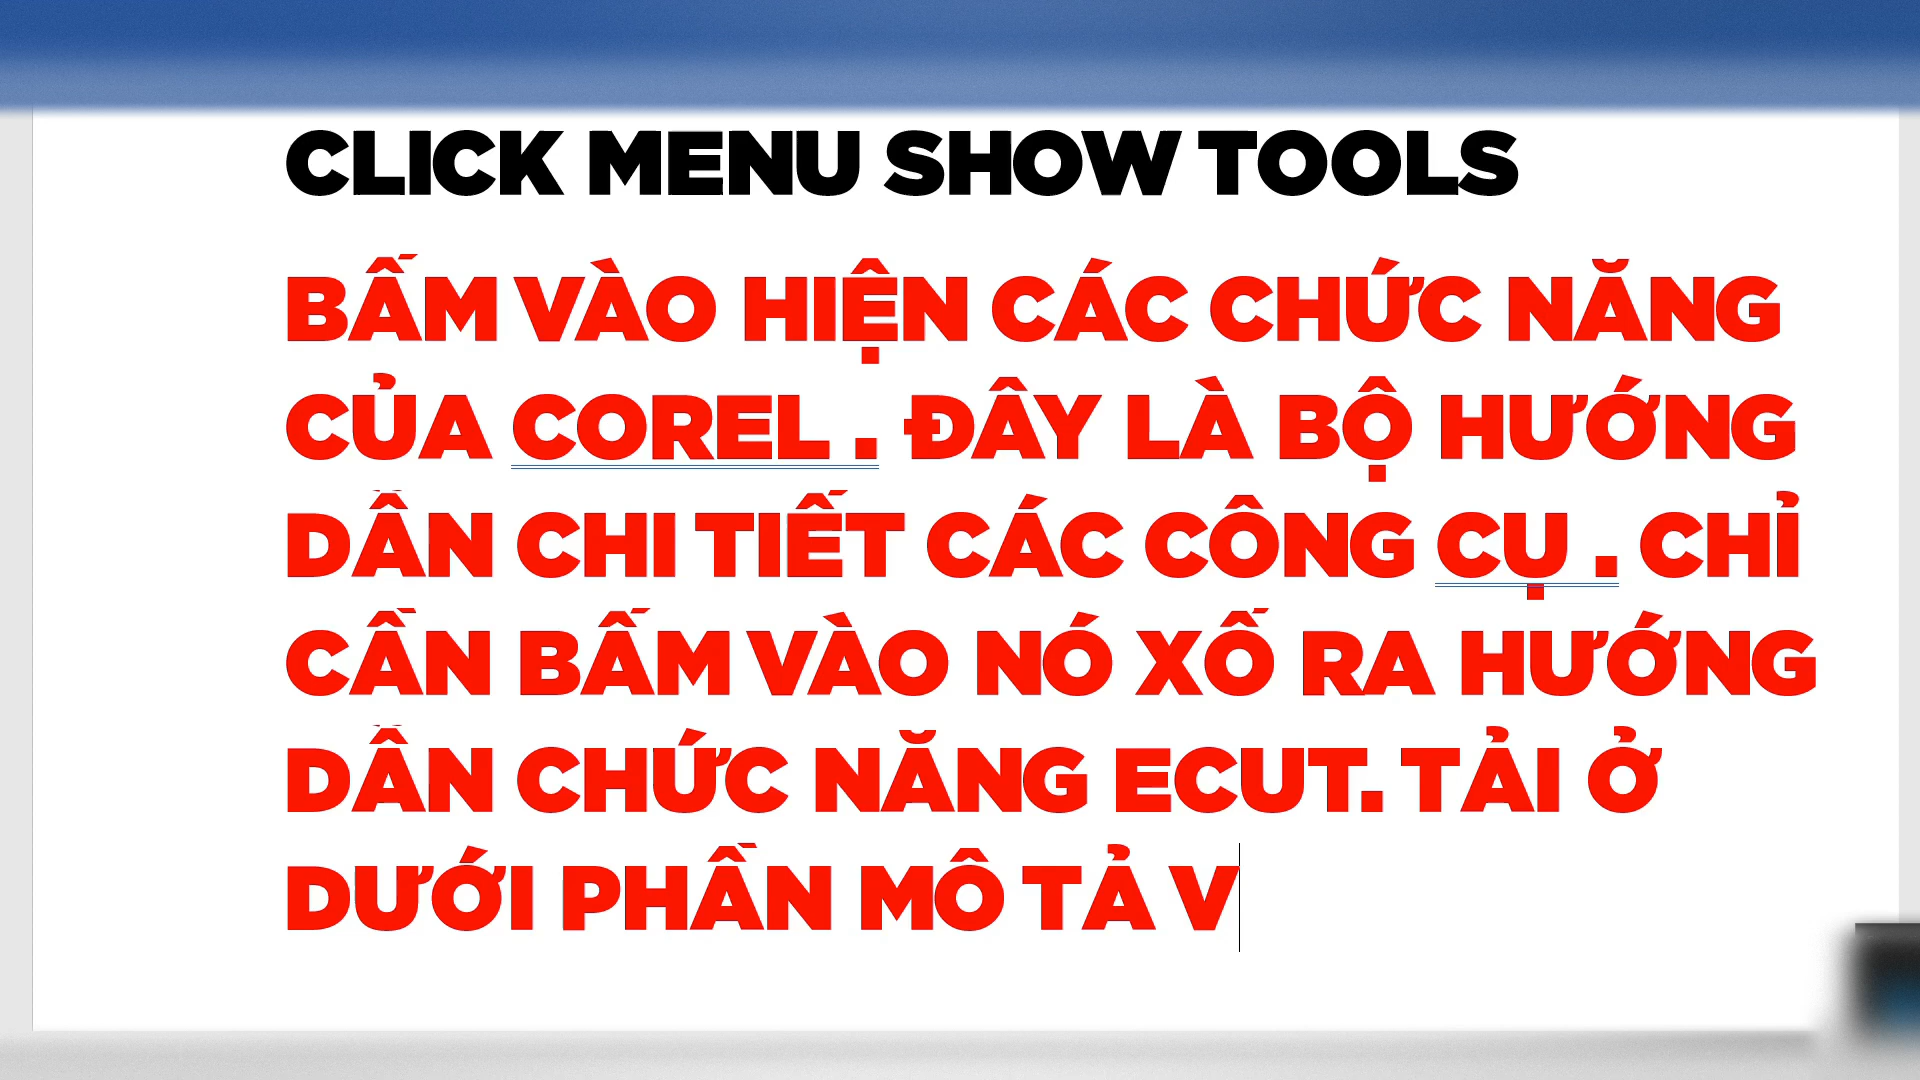 CLICK MENU SHOW TOOLS
BẤM VÀO HIỆN CÁC CHỨC NĂNG
CỦA COREL . ĐÂY LÀ BỘ HƯỚNG
DẪN CHI TIẾT CÁC CÔNG CỤ . CHỈ
CẦN BẤM VÀO NÓ XỔ RA HƯỚNG
DẪN CHỨC NĂNG ECUT. TẢI Ở
DƯỚI PHẦN MÔ TẢ V